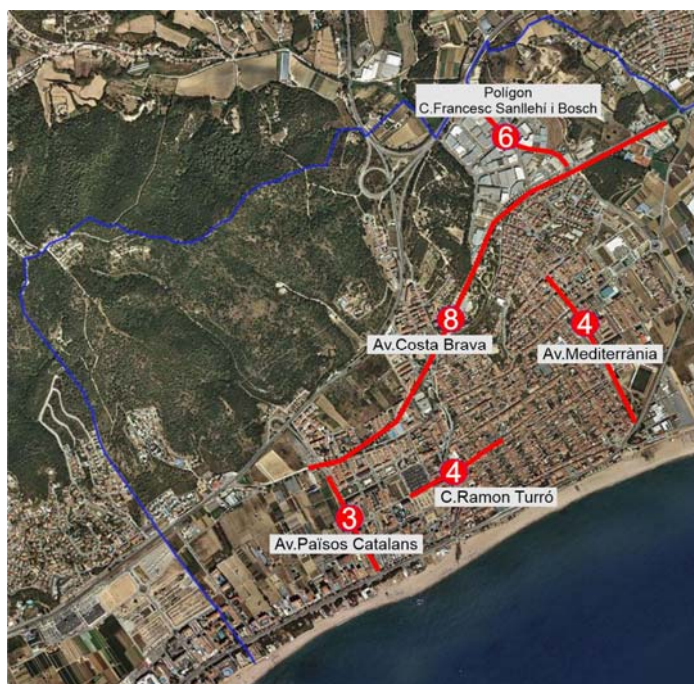 Polígon
C.Francesc Sanllehí i Bosch
6
8
Av.Costa Brava
4
Av.Mediterrània
4
C.Ramon Turró
3
Av.Països Catalans